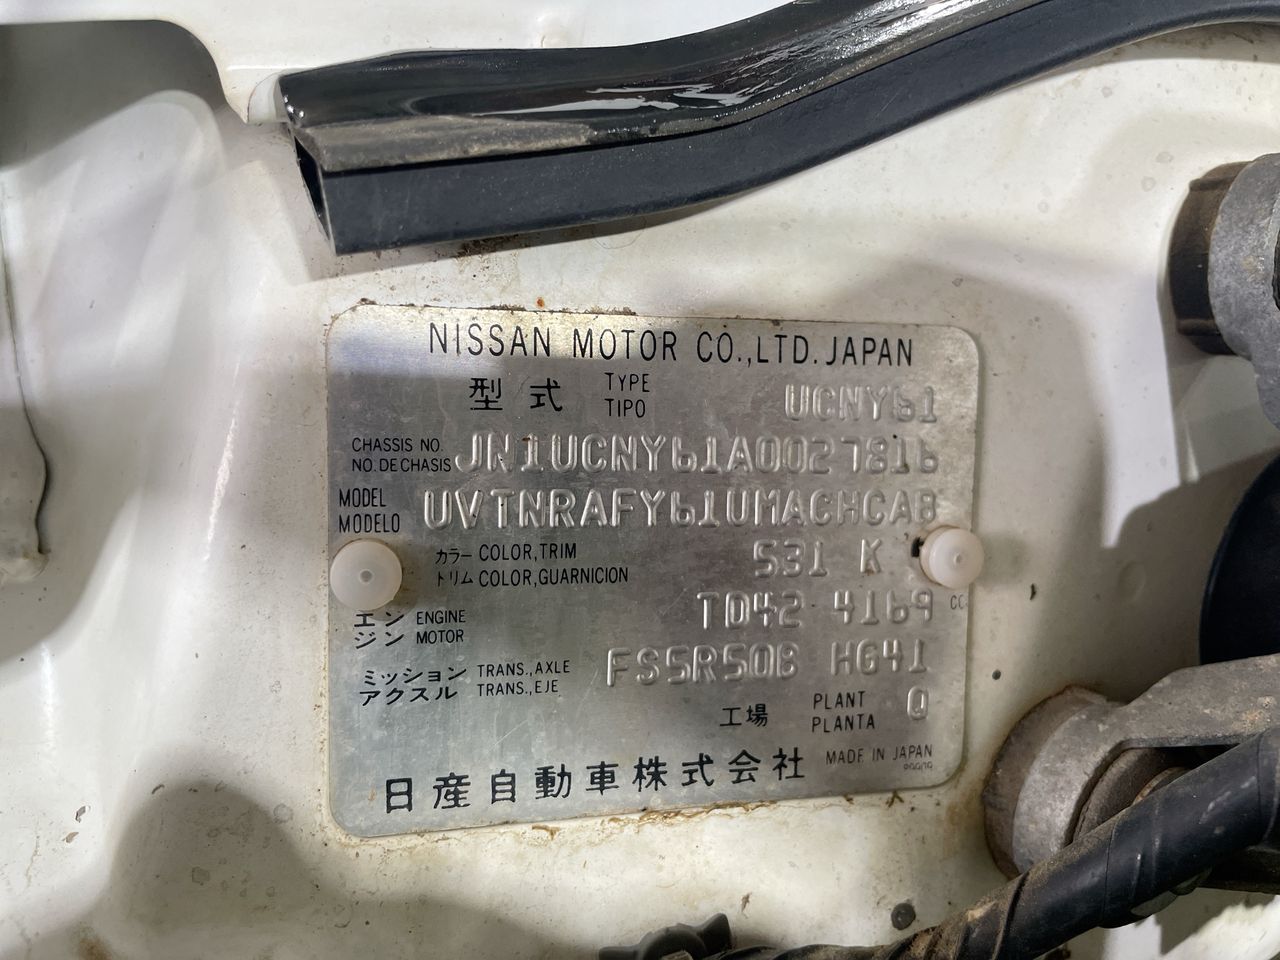 NISSAN MOTOR CO.,LTD. JAPAN
型式 TYPE TIPO UCNY61
CHASSIS NO. NO. DE CHASIS JN1UCNY61A0027816
MODEL MODELO UVTNRAFY61UMACHCAB
カラー COLOR,TRIM 531 K
トリム COLOR,GUARNICION
エンジン ENGINE MOTOR TD42 4169 CC
ミッション TRANS.,AXLE FS5R50B HG41
アクスル TRANS.,EJE
工場 PLANT PLANTA Q
日産自動車株式会社 MADE IN JAPAN